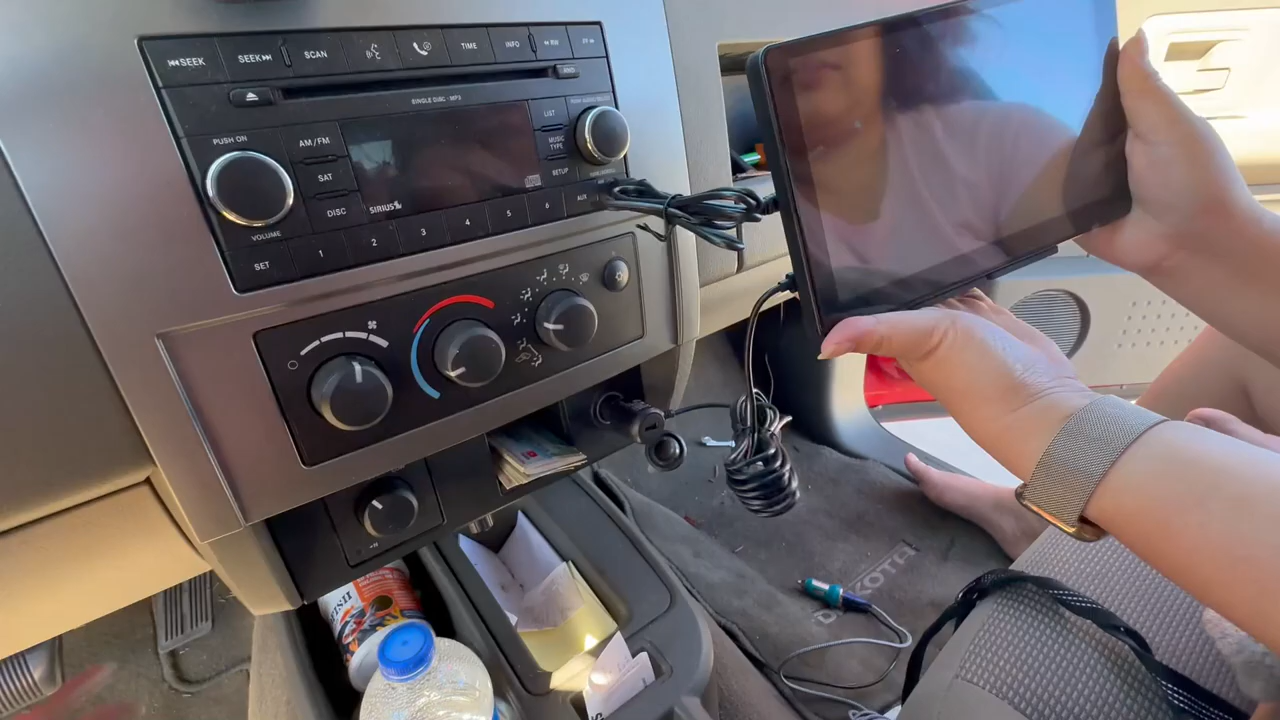 ⏮SEEK
SEEK⏭
SCAN
TIME
INFO
RND
SINGLE DISC · MP3
PUSH ON
VOLUME
AM/FM
SAT
DISC
SIRIUS
LIST
MUSIC
TYPE
SETUP
AUX
SET
1
2
3
4
5
6